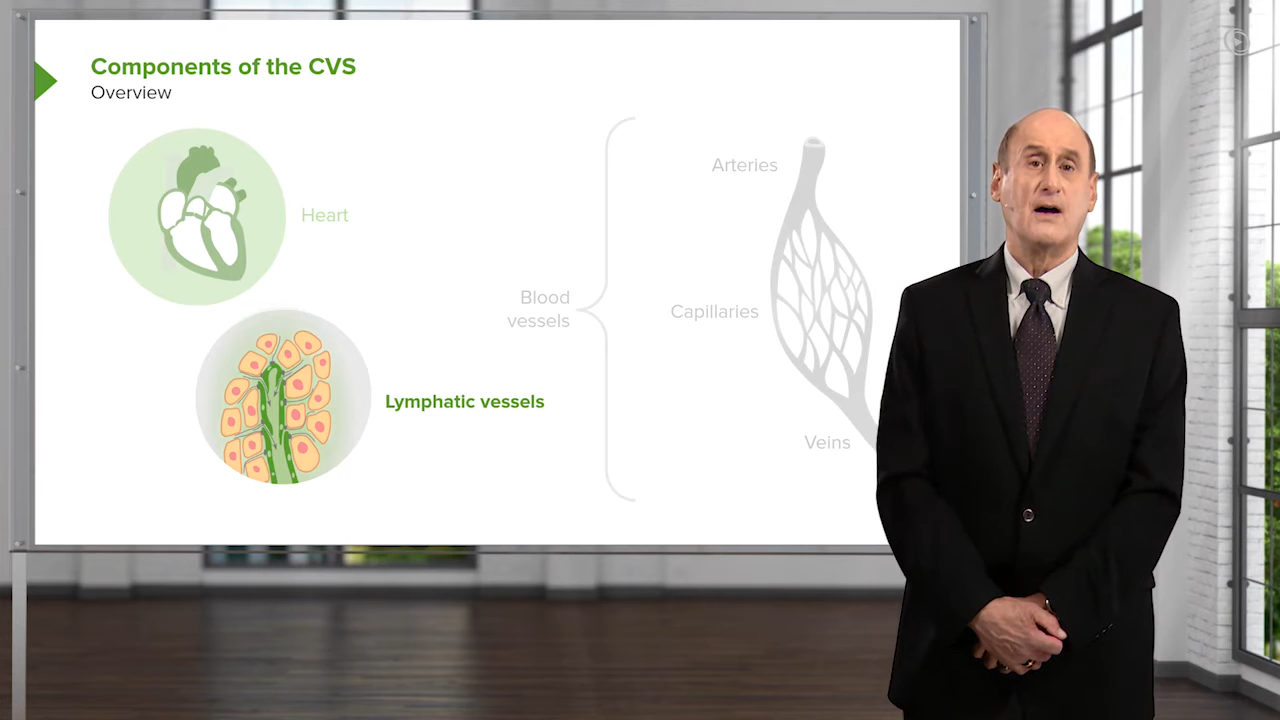 Components of the CVS
Overview
Heart
Arteries
Blood
vessels
Capillaries
Lymphatic vessels
Veins